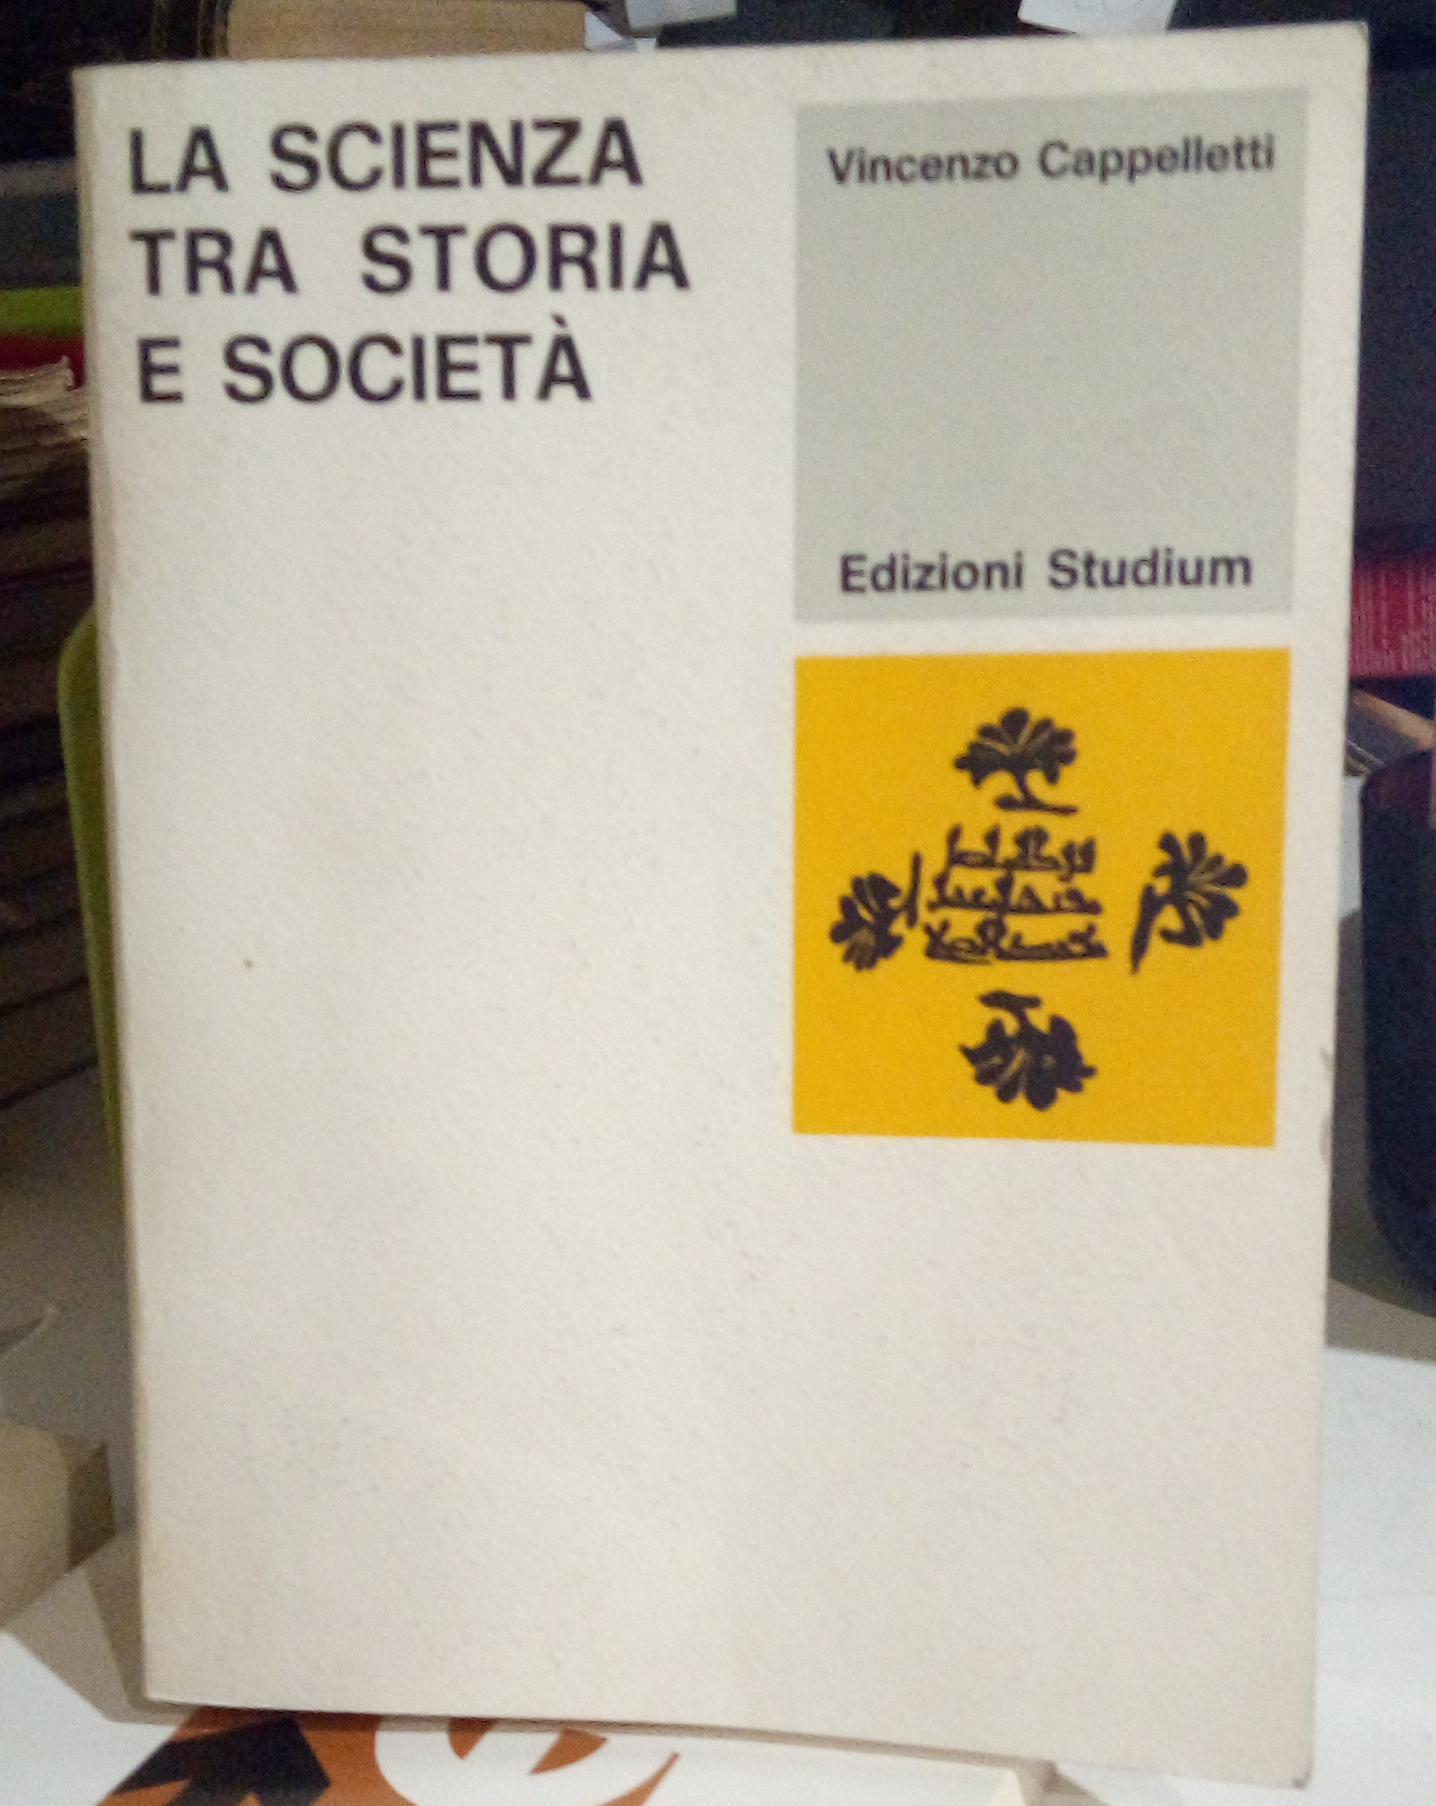 LA SCIENZA
TRA STORIA
E SOCIETÀ
Vincenzo Cappelletti
Edizioni Studium